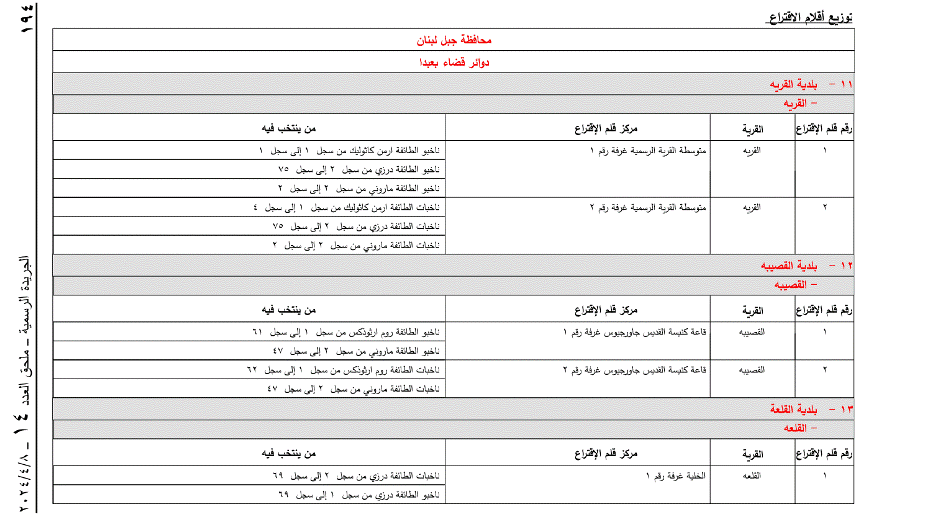 توزيع أقلام الإقتراع
١٩٤
محافظة جبل لبنان
دوائر قضاء بعبدا
١١ - بلدية القريه
- القريه
رقم قلم الإقتراع القرية مركز قلم الإقتراع من ينتخب فيه
١ القريه متوسطة القرية الرسمية غرفة رقم ١ ناخبو الطائفة ارمن كاثوليك من سجل ١ إلى سجل ١
ناخبو الطائفة درزي من سجل ٢ إلى سجل ٧٥
ناخبو الطائفة ماروني من سجل ٢ إلى سجل ٢
٢ القريه متوسطة القرية الرسمية غرفة رقم ٢ ناخبات الطائفة ارمن كاثوليك من سجل ١ إلى سجل ٤
ناخبات الطائفة درزي من سجل ٢ إلى سجل ٧٥
ناخبات الطائفة ماروني من سجل ٢ إلى سجل ٢
١٢ - بلدية القصيبه
- القصيبه
رقم قلم الإقتراع القرية مركز قلم الإقتراع من ينتخب فيه
١ القصيبه قاعة كنيسة القديس جاورجيوس غرفة رقم ١ ناخبو الطائفة روم ارثوذكس من سجل ١ إلى سجل ٦١
ناخبو الطائفة ماروني من سجل ٢ إلى سجل ٤٧
٢ القصيبه قاعة كنيسة القديس جاورجيوس غرفة رقم ٢ ناخبات الطائفة روم ارثوذكس من سجل ١ إلى سجل ٦٢
ناخبات الطائفة ماروني من سجل ٢ إلى سجل ٤٧
١٣ - بلدية القلعة
- القلعه
رقم قلم الإقتراع القرية مركز قلم الإقتراع من ينتخب فيه
١ القلعه الخلية غرفة رقم ١ ناخبات الطائفة درزي من سجل ٢ إلى سجل ٦٩
ناخبو الطائفة درزي من سجل ١ إلى سجل ٦٩
الجريدة الرسمية – ملحق العدد ١٤ – ٢٠٢٤/٤/٨